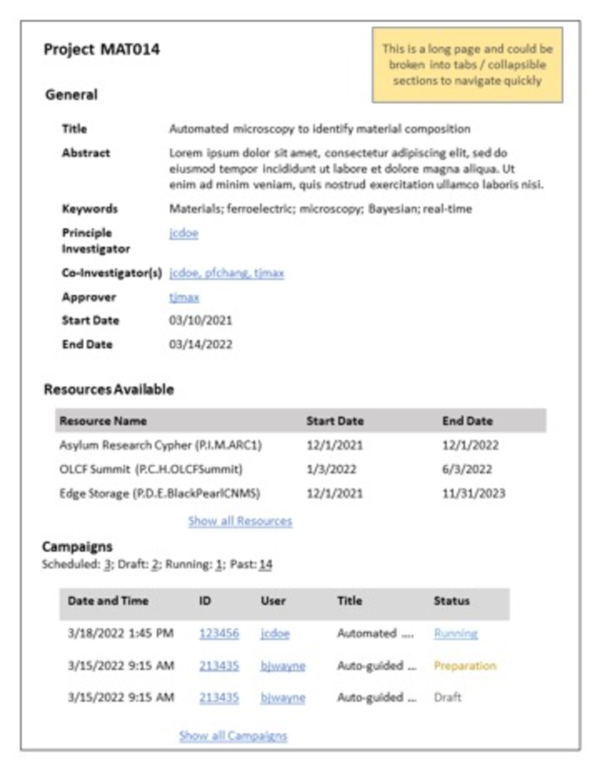 Project MAT014
This is a long page and could be
broken into tabs / collapsible
sections to navigate quickly
General
Title Automated microscopy to identify material composition
Abstract Lorem ipsum dolor sit amet, consectetur adipiscing elit, sed do
eiusmod tempor incididunt ut labore et dolore magna aliqua. Ut
enim ad minim veniam, quis nostrud exercitation ullamco laboris nisi.
Keywords Materials; ferroelectric; microscopy; Bayesian; real-time
Principle jcdoe
Investigator
Co-Investigator(s) jcdoe, pfchang, tjmax
Approver tjmax
Start Date 03/10/2021
End Date 03/14/2022
Resources Available
Resource Name Start Date End Date
Asylum Research Cypher (P.I.M.ARC1) 12/1/2021 12/1/2022
OLCF Summit (P.C.H.OLCFSummit) 1/3/2022 6/3/2022
Edge Storage (P.D.E.BlackPearlCNMS) 12/1/2021 11/31/2023
Show all Resources
Campaigns
Scheduled: 3; Draft: 2; Running: 1; Past: 14
Date and Time ID User Title Status
3/18/2022 1:45 PM 123456 jcdoe Automated .... Running
3/15/2022 9:15 AM 213435 bjwayne Auto-guided ... Preparation
3/15/2022 9:15 AM 213435 bjwayne Auto-guided ... Draft
Show all Campaigns